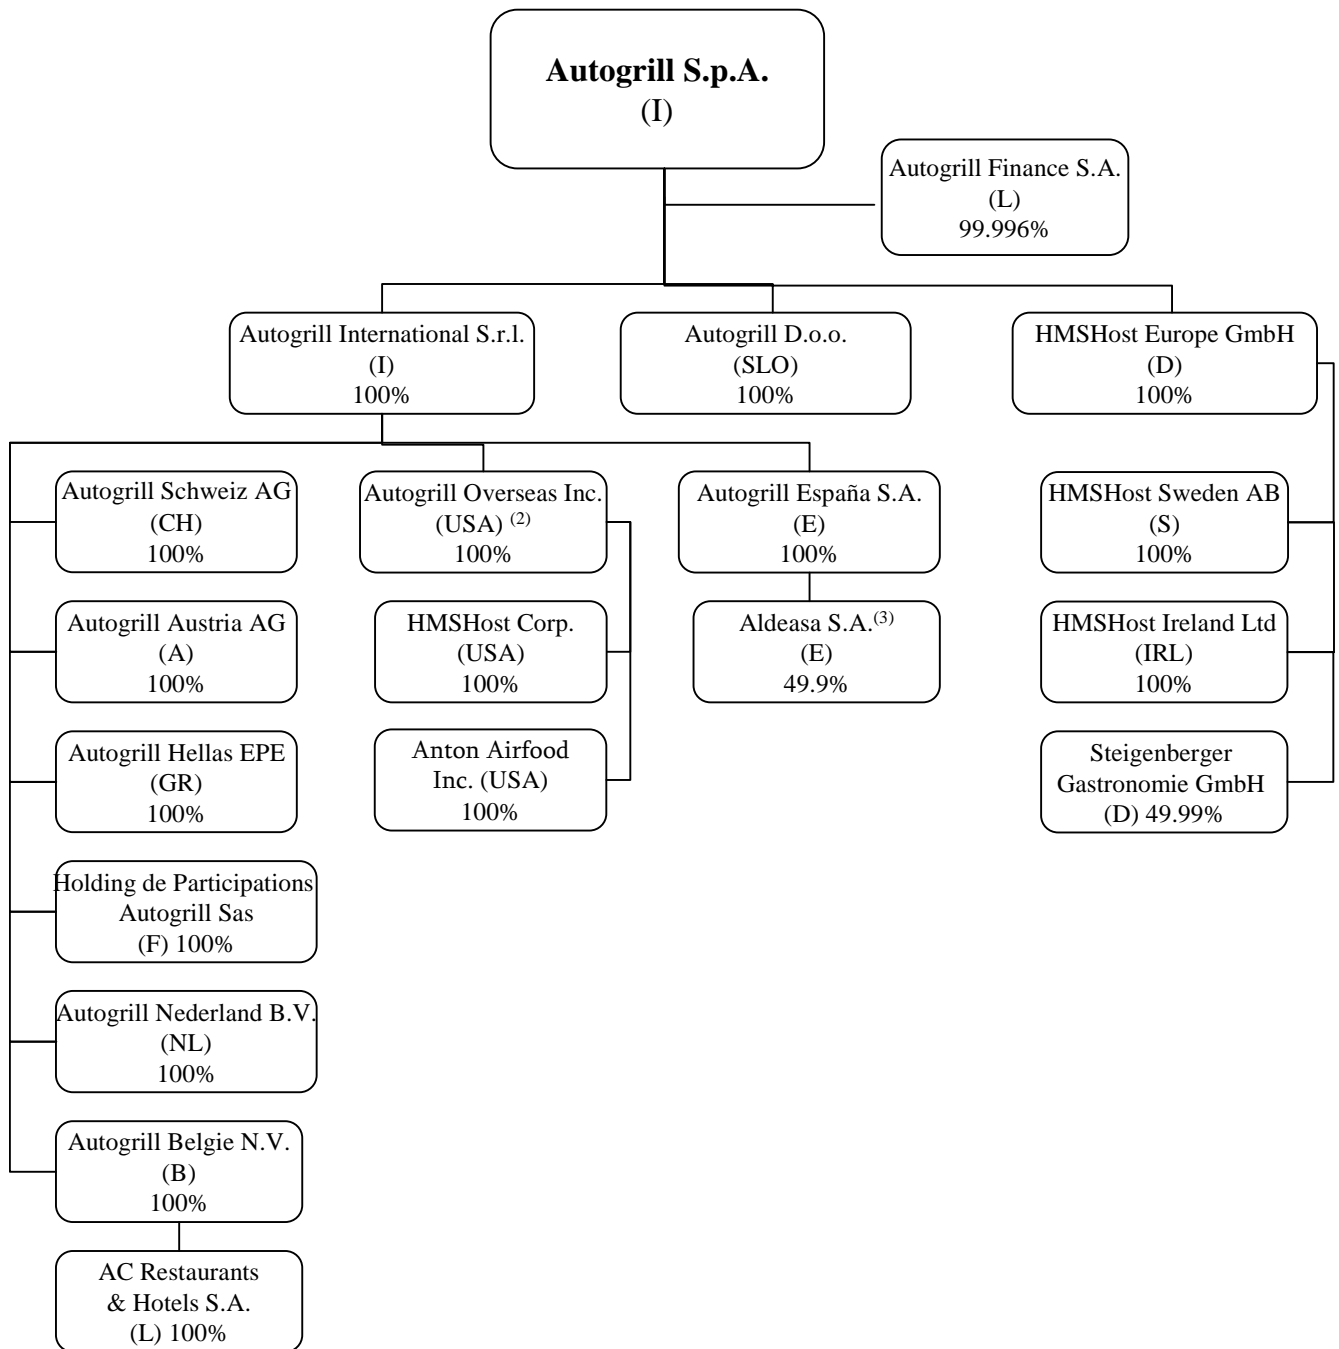 Autogrill S.p.A.
(I)
Autogrill Finance S.A.
(L)
99.996%
Autogrill International S.r.l.
(I)
100%
Autogrill D.o.o.
(SLO)
100%
HMSHost Europe GmbH
(D)
100%
Autogrill Schweiz AG
(CH)
100%
Autogrill Overseas Inc.
(USA) (2)
100%
Autogrill España S.A.
(E)
100%
HMSHost Sweden AB
(S)
100%
Autogrill Austria AG
(A)
100%
HMSHost Corp.
(USA)
100%
Aldeasa S.A.(3)
(E)
49.9%
HMSHost Ireland Ltd
(IRL)
100%
Autogrill Hellas EPE
(GR)
100%
Anton Airfood
Inc. (USA)
100%
Steigenberger
Gastronomie GmbH
(D) 49.99%
Holding de Participations
Autogrill Sas
(F) 100%
Autogrill Nederland B.V.
(NL)
100%
Autogrill Belgie N.V.
(B)
100%
AC Restaurants
& Hotels S.A.
(L) 100%